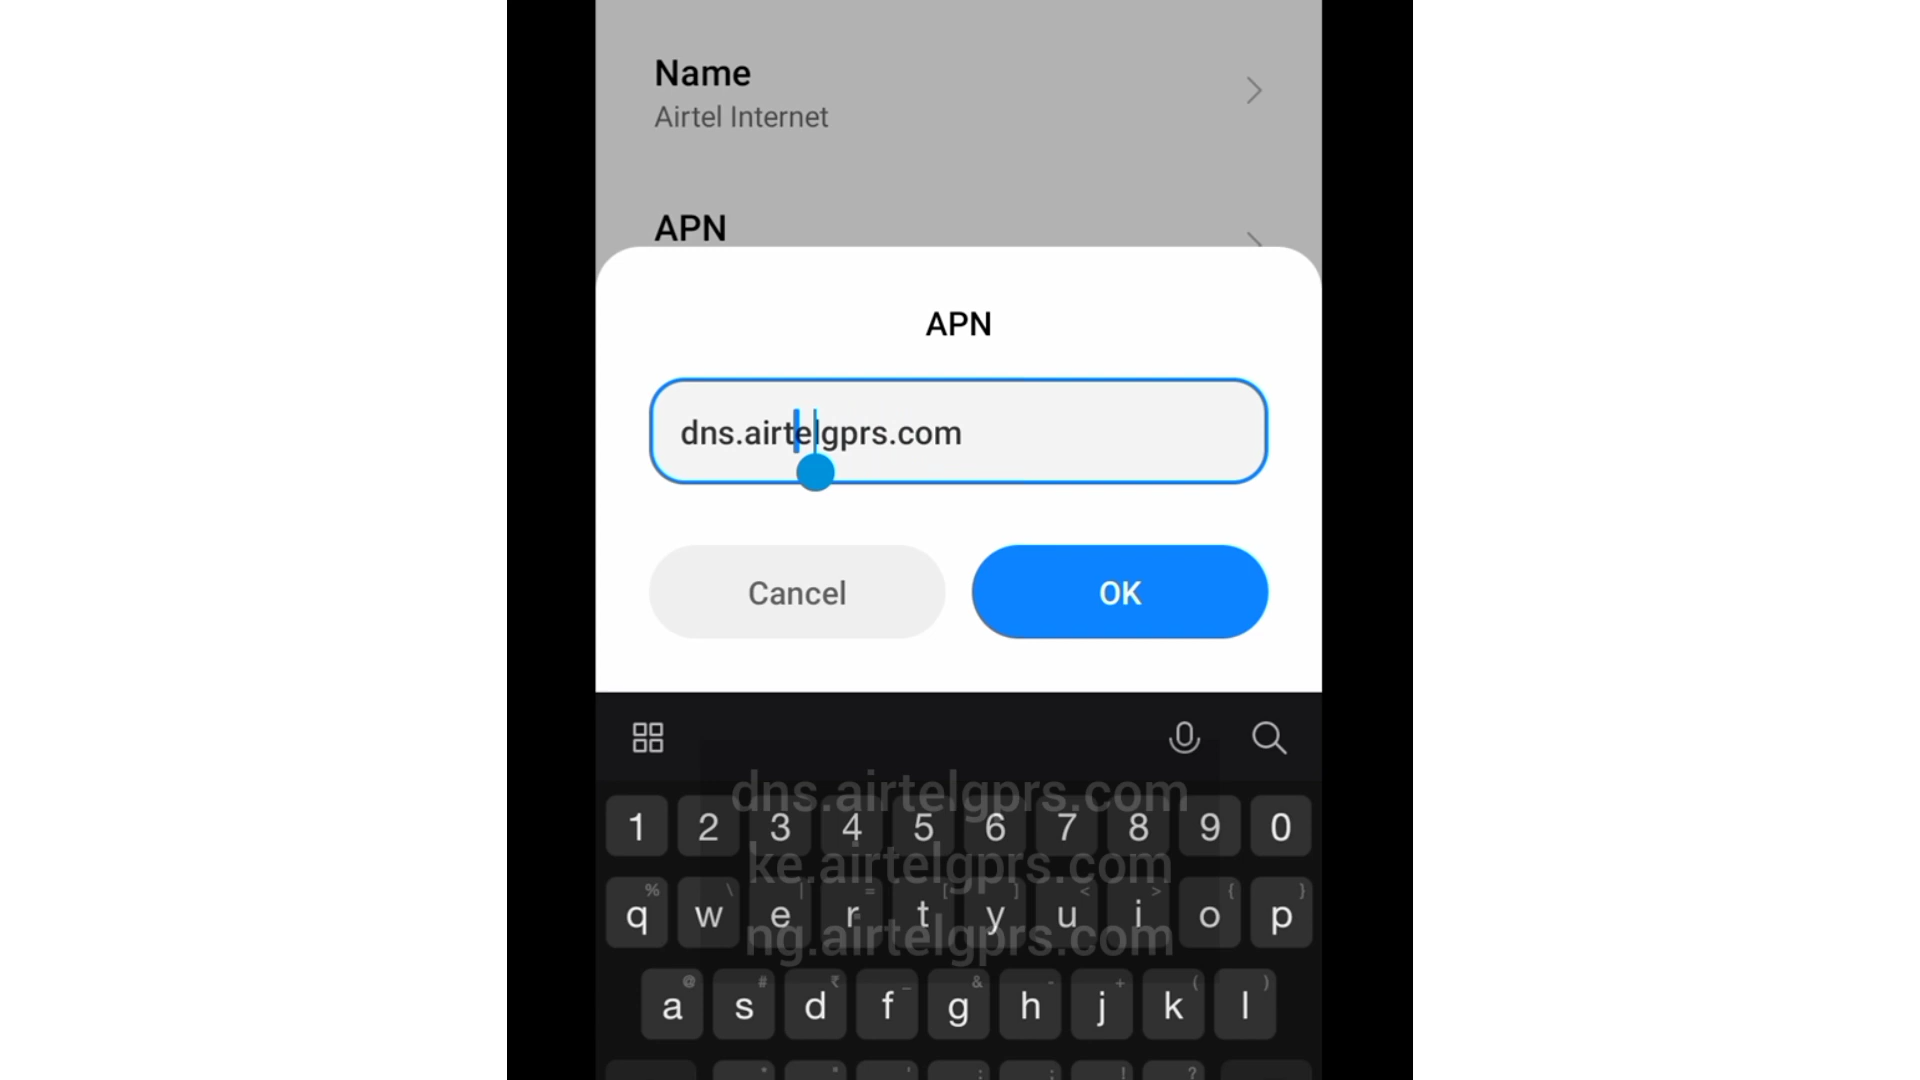 Name
Airtel Internet
APN
APN
dns.airtelgprs.com
Cancel
OK
dns.airtelgprs.com
1 2 3 4 5 6 7 8 9 0
ke.airtelgprs.com
% \ | = [ ] < > { }
q w e r t y u i o p
ng.airtelgprs.com
@ # ₹ _ & - + ( )
a s d f g h j k l
* " ' : ; ! ?